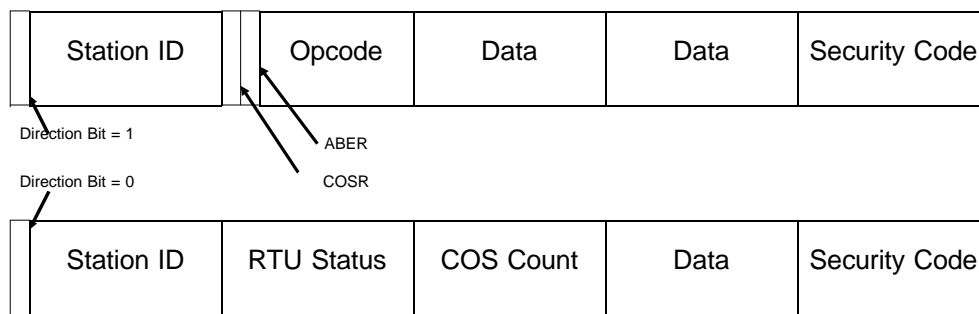 Station ID Opcode Data Data Security Code
Direction Bit = 1
ABER
Direction Bit = 0 COSR
Station ID RTU Status COS Count Data Security Code